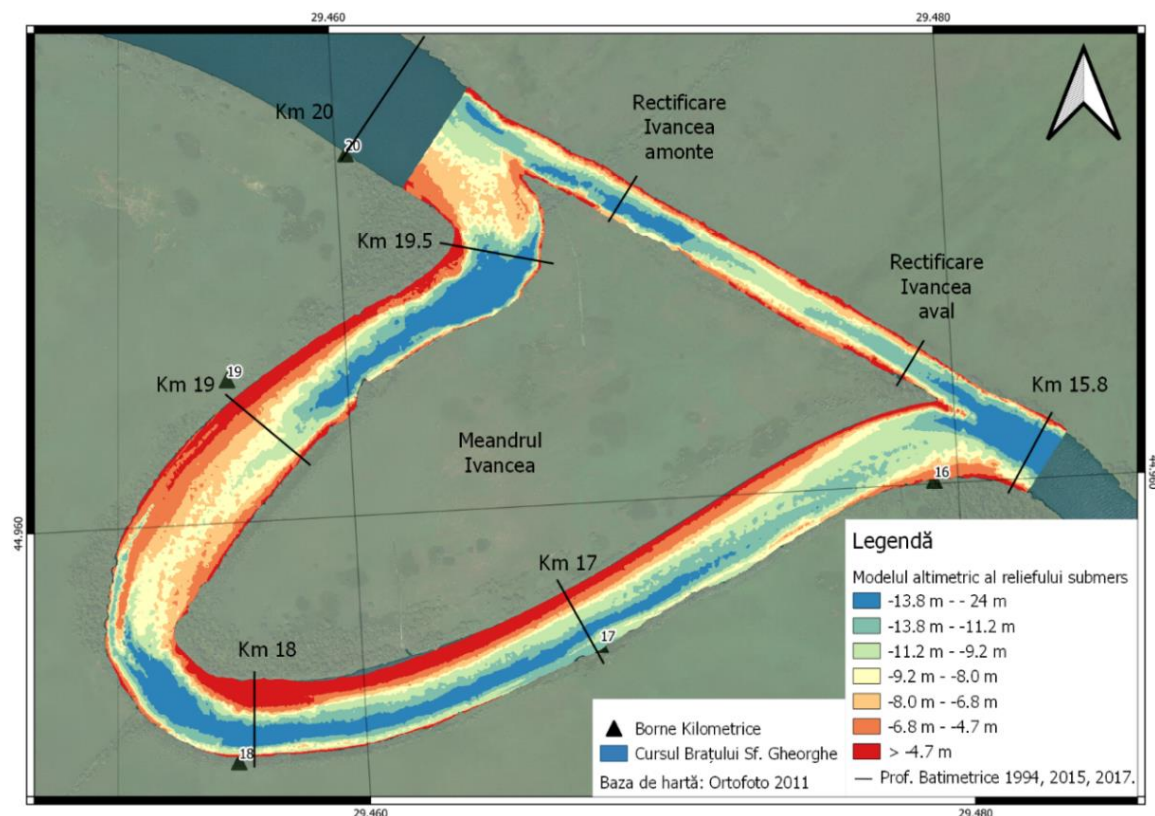 29.460
29.480
Km 20
20
Rectificare
Ivancea
amonte
Km 19.5
Rectificare
Ivancea
aval
Km 19
19
Km 15.8
Meandrul
Ivancea
16
44.960
44.960
Km 17
17
Km 18
18
Legendă
Modelul altimetric al reliefului submers
-13.8 m - - 24 m
-13.8 m - -11.2 m
-11.2 m - -9.2 m
-9.2 m - -8.0 m
-8.0 m - -6.8 m
-6.8 m - -4.7 m
> -4.7 m
Prof. Batimetrice 1994, 2015, 2017.
Borne Kilometrice
Cursul Brațului Sf. Gheorghe
Baza de hartă: Ortofoto 2011
29.460
29.480